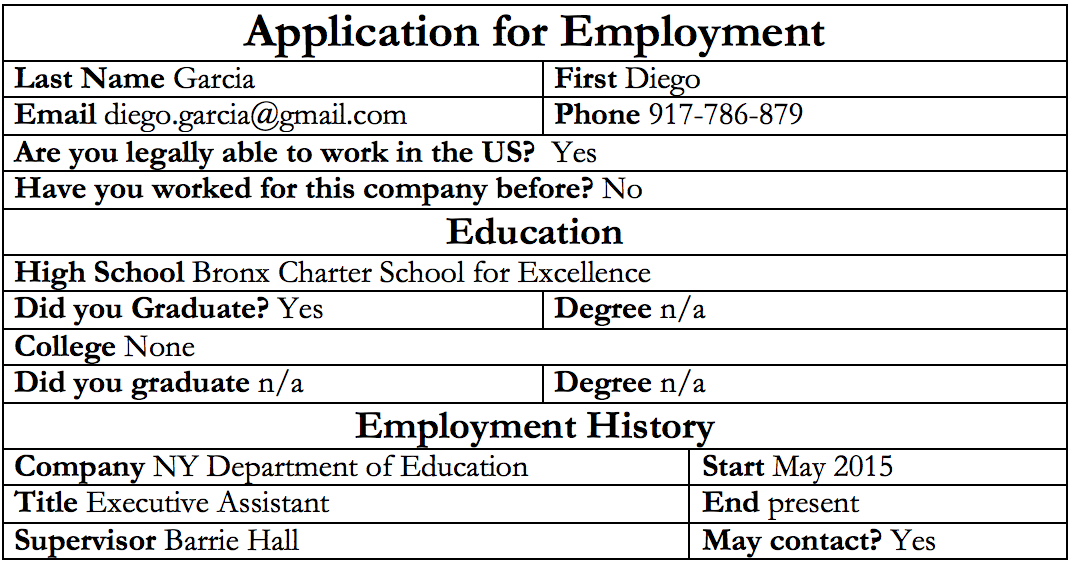 Application for Employment
Last Name Garcia First Diego
Email diego.garcia@gmail.com Phone 917-786-879
Are you legally able to work in the US? Yes
Have you worked for this company before? No
Education
High School Bronx Charter School for Excellence
Did you Graduate? Yes Degree n/a
College None
Did you graduate n/a Degree n/a
Employment History
Company NY Department of Education Start May 2015
Title Executive Assistant End present
Supervisor Barrie Hall May contact? Yes